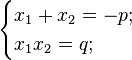 x₁ + x₂ = −p;
x₁x₂ = q;